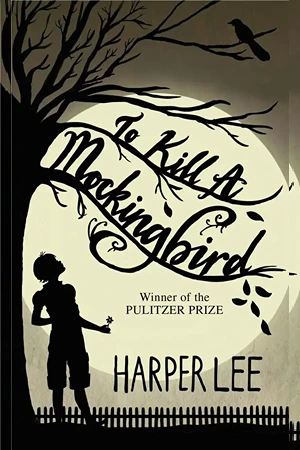 To Kill A
Mockingbird
Winner of the
PULITZER PRIZE
HARPER LEE